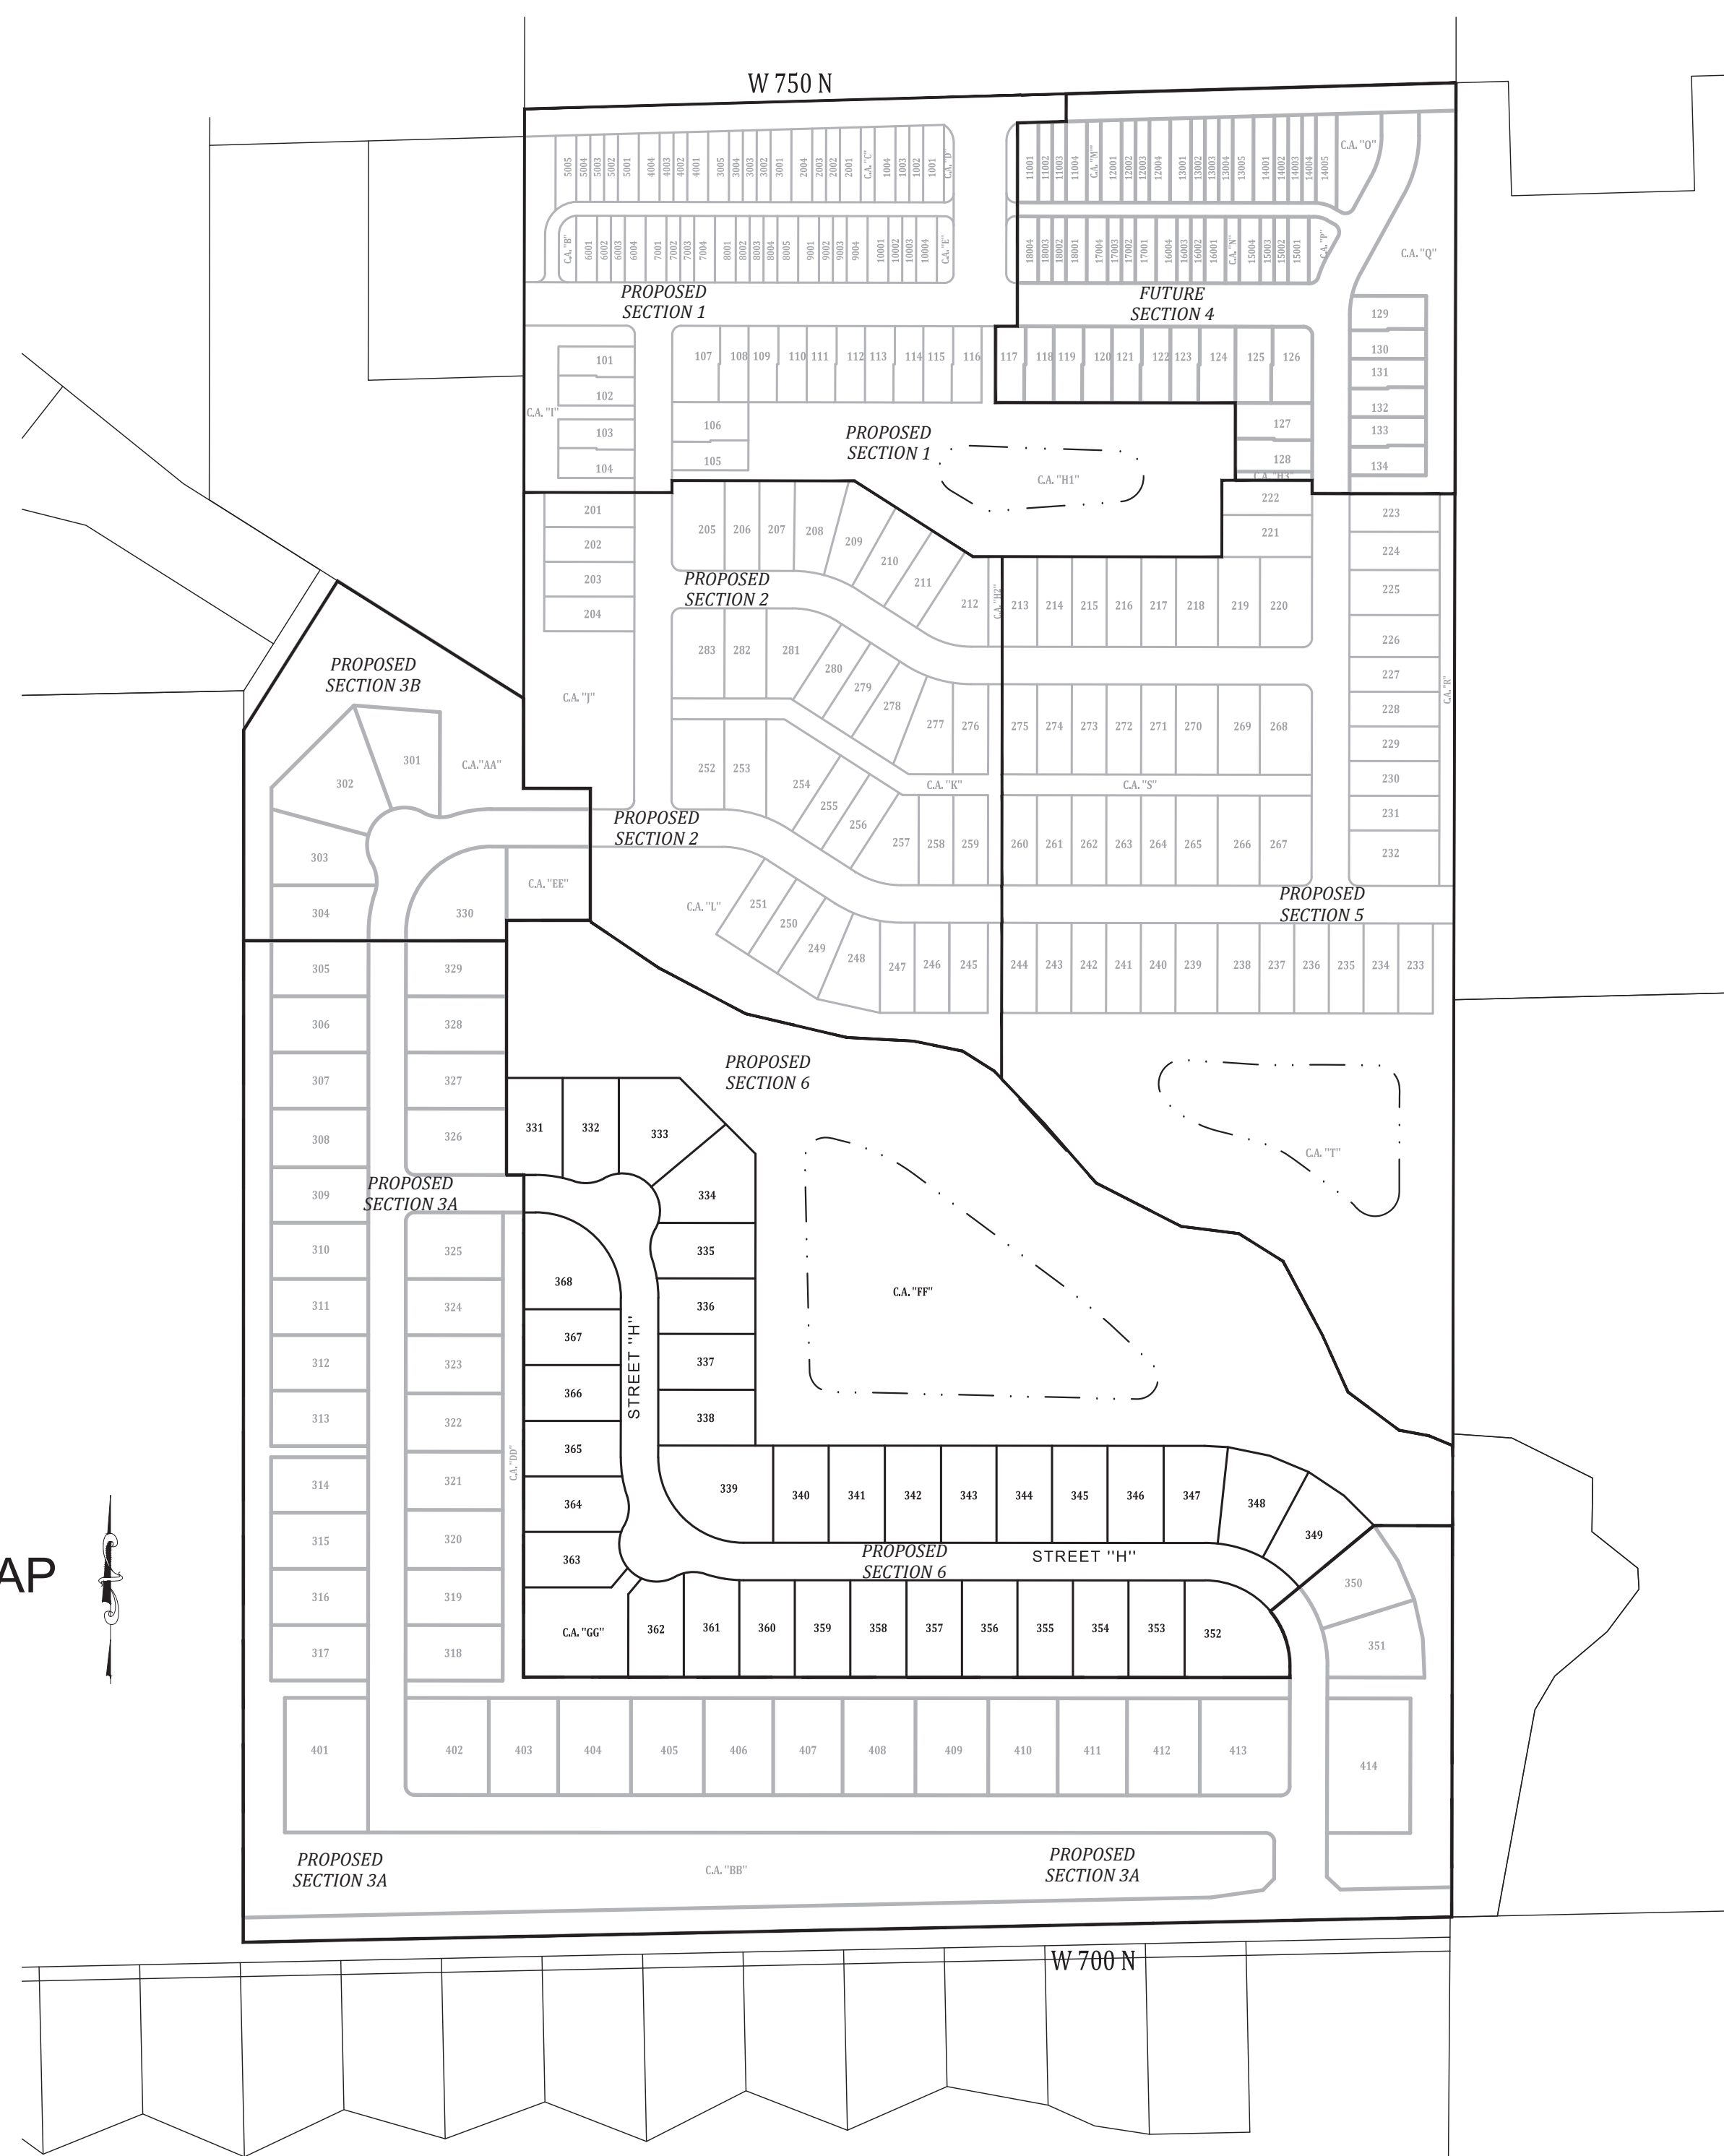 W 750 N
5005 5004 5003 5002 5001 4004 4003 4002 4001 3005 3004 3003 3002 3001 2004 2003 2002 2001 C.A. "C" 1004 1003 1002 1001 C.A. "D"
11001 11002 11003 11004 C.A. "M" 12001 12002 12003 12004 13001 13002 13003 13004 13005 14001 14002 14003 14004 14005 C.A. "O"
C.A. "B" 6001 6002 6003 6004 7001 7002 7003 7004 8001 8002 8003 8004 8005 9001 9002 9003 9004 10001 10002 10003 10004 C.A. "E"
18004 18003 18002 18001 17004 17003 17002 17001 16004 16003 16002 16001 C.A. "N" 15004 15003 15002 15001 C.A. "P" C.A. "Q"
PROPOSED
SECTION 1
FUTURE
SECTION 4
129
130
131
132
133
134
101
102
103
104
C.A. "I"
107 108 109 110 111 112 113 114 115 116 117 118 119 120 121 122 123 124 125 126
106
105
127
128
C.A. "H3"
PROPOSED
SECTION 1
C.A. "H1"
222
221
201
202
203
204
205 206 207 208 209 210 211 212 C.A. "H2" 213 214 215 216 217 218 219 220
PROPOSED
SECTION 2
223
224
225
226
227
228
229
230
231
232
C.A. "R"
283 282 281 280 279 278 277 276 275 274 273 272 271 270 269 268
C.A. "J"
PROPOSED
SECTION 3B
301
302
303
304
C.A."AA"
C.A. "K"
C.A. "S"
252 253 254 255 256 257 258 259 260 261 262 263 264 265 266 267
PROPOSED
SECTION 2
C.A. "EE"
330
C.A. "L"
251 250 249 248 247 246 245 244 243 242 241 240 239 238 237 236 235 234 233
PROPOSED
SECTION 5
305
306
307
308
309
310
311
312
313
314
315
316
317
329
328
327
326
PROPOSED
SECTION 3A
325
324
323
322
321
320
319
318
C.A. "DD"
PROPOSED
SECTION 6
C.A. "T"
331 332 333
334
335
336
337
338
C.A. "FF"
368
367
366
365
364
363
STREET "H"
339 340 341 342 343 344 345 346 347 348 349
PROPOSED
SECTION 6
STREET "H"
350
351
C.A. "GG" 362 361 360 359 358 357 356 355 354 353 352
AP
401 402 403 404 405 406 407 408 409 410 411 412 413 414
PROPOSED
SECTION 3A
C.A. "BB"
PROPOSED
SECTION 3A
W 700 N